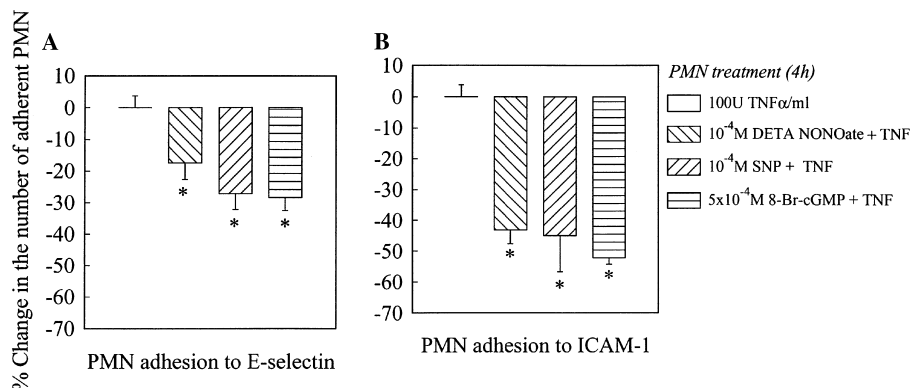 % Change in the number of adherent PMN
A
10
0
-10
-20
-30
-40
-50
-60
-70
*
*
*
PMN adhesion to E-selectin
B
10
0
-10
-20
-30
-40
-50
-60
-70
*
*
*
PMN adhesion to ICAM-1
PMN treatment (4h)
100U TNFα/ml
10⁻⁴M DETA NONOate + TNF
10⁻⁴M SNP + TNF
5x10⁻⁴M 8-Br-cGMP + TNF